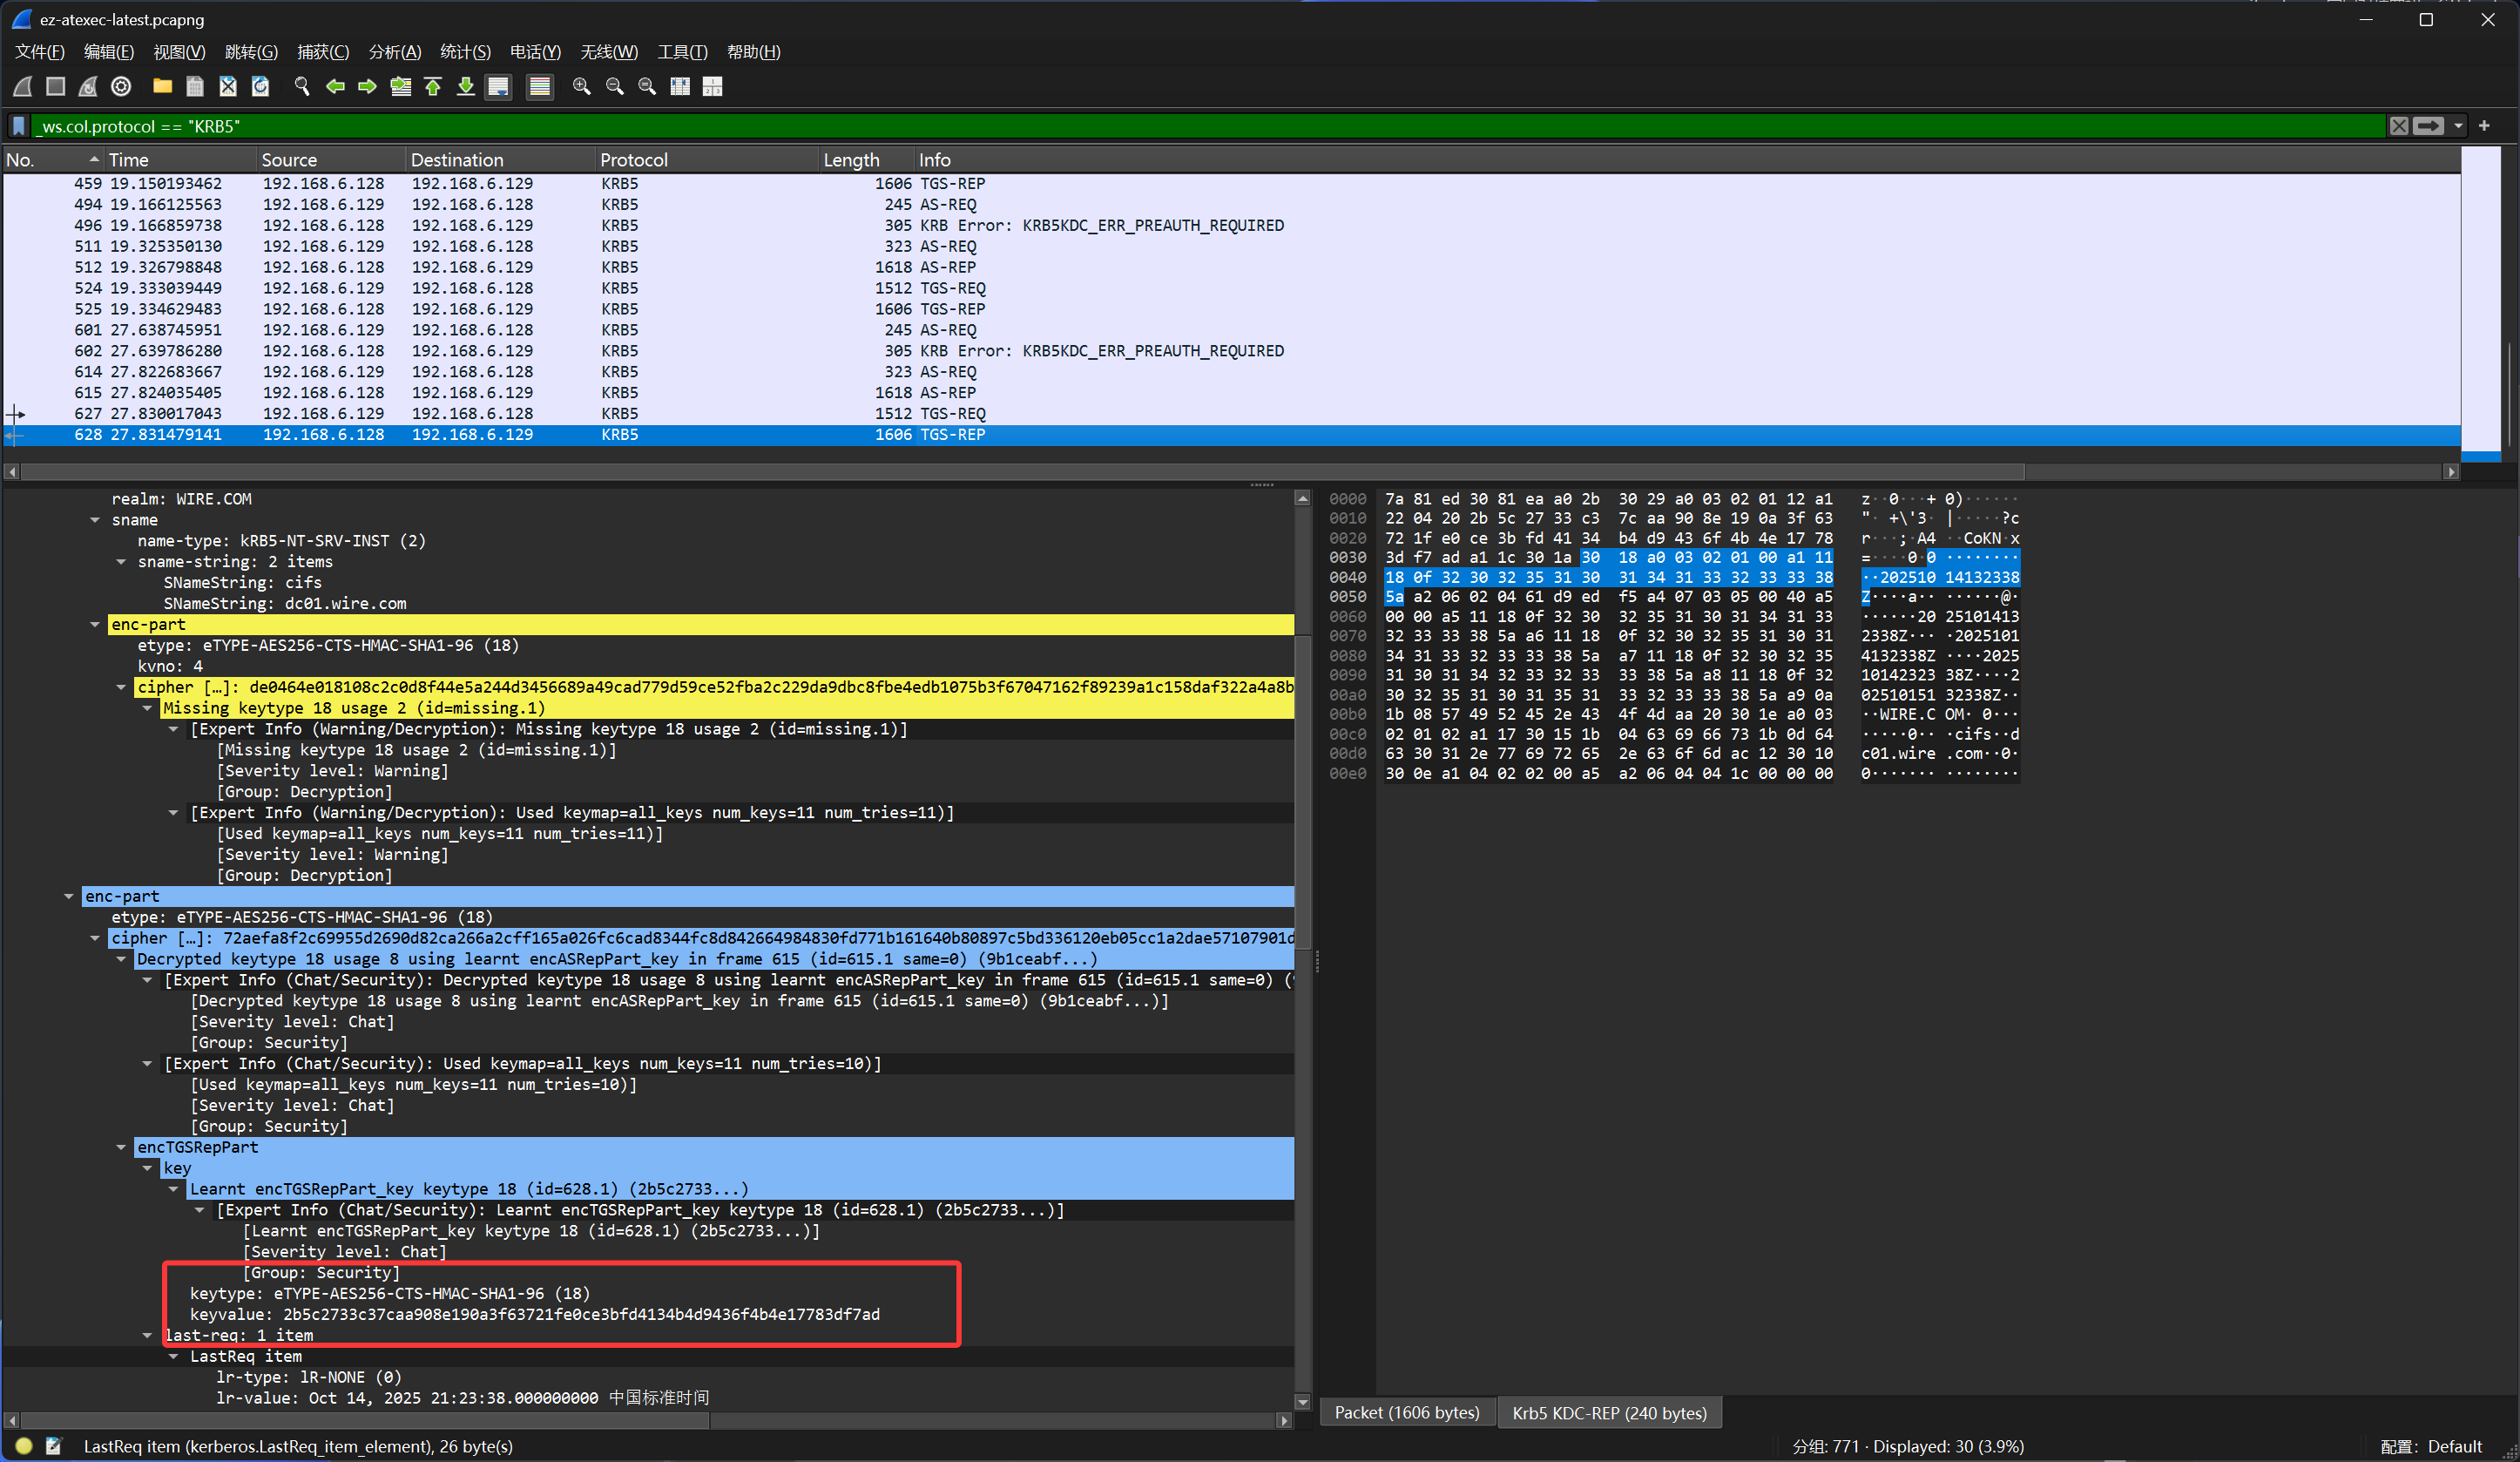 ez-atexec-latest.pcapng
文件(F) 编辑(E) 视图(V) 跳转(G) 捕获(C) 分析(A) 统计(S) 电话(Y) 无线(W) 工具(T) 帮助(H)
_ws.col.protocol == "KRB5"
No. Time Source Destination Protocol Length Info
459 19.150193462 192.168.6.128 192.168.6.129 KRB5 1606 TGS-REP
494 19.166125563 192.168.6.129 192.168.6.128 KRB5 245 AS-REQ
496 19.166859738 192.168.6.128 192.168.6.129 KRB5 305 KRB Error: KRB5KDC_ERR_PREAUTH_REQUIRED
511 19.325350130 192.168.6.129 192.168.6.128 KRB5 323 AS-REQ
512 19.326798848 192.168.6.128 192.168.6.129 KRB5 1618 AS-REP
524 19.333039449 192.168.6.129 192.168.6.128 KRB5 1512 TGS-REQ
525 19.334629483 192.168.6.128 192.168.6.129 KRB5 1606 TGS-REP
601 27.638745951 192.168.6.129 192.168.6.128 KRB5 245 AS-REQ
602 27.639786280 192.168.6.128 192.168.6.129 KRB5 305 KRB Error: KRB5KDC_ERR_PREAUTH_REQUIRED
614 27.822683667 192.168.6.129 192.168.6.128 KRB5 323 AS-REQ
615 27.824035405 192.168.6.128 192.168.6.129 KRB5 1618 AS-REP
627 27.830017043 192.168.6.129 192.168.6.128 KRB5 1512 TGS-REQ
628 27.831479141 192.168.6.128 192.168.6.129 KRB5 1606 TGS-REP
realm: WIRE.COM
sname
name-type: kRB5-NT-SRV-INST (2)
sname-string: 2 items
SNameString: cifs
SNameString: dc01.wire.com
enc-part
etype: eTYPE-AES256-CTS-HMAC-SHA1-96 (18)
kvno: 4
cipher […]: de0464e018108c2c0d8f44e5a244d3456689a49cad779d59ce52fba2c229da9dbc8fbe4edb1075b3f67047162f89239a1c158daf322a4a8b
Missing keytype 18 usage 2 (id=missing.1)
[Expert Info (Warning/Decryption): Missing keytype 18 usage 2 (id=missing.1)]
[Missing keytype 18 usage 2 (id=missing.1)]
[Severity level: Warning]
[Group: Decryption]
[Expert Info (Warning/Decryption): Used keymap=all_keys num_keys=11 num_tries=11)]
[Used keymap=all_keys num_keys=11 num_tries=11)]
[Severity level: Warning]
[Group: Decryption]
enc-part
etype: eTYPE-AES256-CTS-HMAC-SHA1-96 (18)
cipher […]: 72aefa8f2c69955d2690d82ca266a2cff165a026fc6cad8344fc8d842664984830fd771b161640b80897c5bd336120eb05cc1a2dae57107901d
Decrypted keytype 18 usage 8 using learnt encASRepPart_key in frame 615 (id=615.1 same=0) (9b1ceabf...)
[Expert Info (Chat/Security): Decrypted keytype 18 usage 8 using learnt encASRepPart_key in frame 615 (id=615.1 same=0) (
[Decrypted keytype 18 usage 8 using learnt encASRepPart_key in frame 615 (id=615.1 same=0) (9b1ceabf...)]
[Severity level: Chat]
[Group: Security]
[Expert Info (Chat/Security): Used keymap=all_keys num_keys=11 num_tries=10)]
[Used keymap=all_keys num_keys=11 num_tries=10)]
[Severity level: Chat]
[Group: Security]
encTGSRepPart
key
Learnt encTGSRepPart_key keytype 18 (id=628.1) (2b5c2733...)
[Expert Info (Chat/Security): Learnt encTGSRepPart_key keytype 18 (id=628.1) (2b5c2733...)]
[Learnt encTGSRepPart_key keytype 18 (id=628.1) (2b5c2733...)]
[Severity level: Chat]
[Group: Security]
keytype: eTYPE-AES256-CTS-HMAC-SHA1-96 (18)
keyvalue: 2b5c2733c37caa908e190a3f63721fe0ce3bfd4134b4d9436f4b4e17783df7ad
last-req: 1 item
LastReq item
lr-type: lR-NONE (0)
lr-value: Oct 14, 2025 21:23:38.000000000 中国标准时间
0000 7a 81 ed 30 81 ea a0 2b 30 29 a0 03 02 01 12 a1 z··0···+ 0)······
0010 22 04 20 2b 5c 27 33 c3 7c aa 90 8e 19 0a 3f 63 "· +\'3· |·····?c
0020 72 1f e0 ce 3b fd 41 34 b4 d9 43 6f 4b 4e 17 78 r···;·A4 ··CoKN·x
0030 3d f7 ad a1 1c 30 1a 30 18 a0 03 02 01 00 a1 11 =····0·0 ········
0040 18 0f 32 30 32 35 31 30 31 34 31 33 32 33 33 38 ··202510 14132338
0050 5a a2 06 02 04 61 d9 ed f5 a4 07 03 05 00 40 a5 Z····a·· ······@·
0060 00 00 a5 11 18 0f 32 30 32 35 31 30 31 34 31 33 ······20 25101413
0070 32 33 33 38 5a a6 11 18 0f 32 30 32 35 31 30 31 2338Z··· ·2025101
0080 34 31 33 32 33 33 38 5a a7 11 18 0f 32 30 32 35 4132338Z ····2025
0090 31 30 31 34 32 33 32 33 33 38 5a a8 11 18 0f 32 10142323 38Z····2
00a0 30 32 35 31 30 31 35 31 33 32 33 33 38 5a a9 0a 02510151 32338Z··
00b0 1b 08 57 49 52 45 2e 43 4f 4d aa 20 30 1e a0 03 ··WIRE.C OM· 0···
00c0 02 01 02 a1 17 30 15 1b 04 63 69 66 73 1b 0d 64 ·····0·· ·cifs··d
00d0 63 30 31 2e 77 69 72 65 2e 63 6f 6d ac 12 30 10 c01.wire .com··0·
00e0 30 0e a1 04 02 02 00 a5 a2 06 04 04 1c 00 00 00 0······· ········
Packet (1606 bytes) Krb5 KDC-REP (240 bytes)
LastReq item (kerberos.LastReq_item_element), 26 byte(s) 分组: 771 · Displayed: 30 (3.9%) 配置: Default